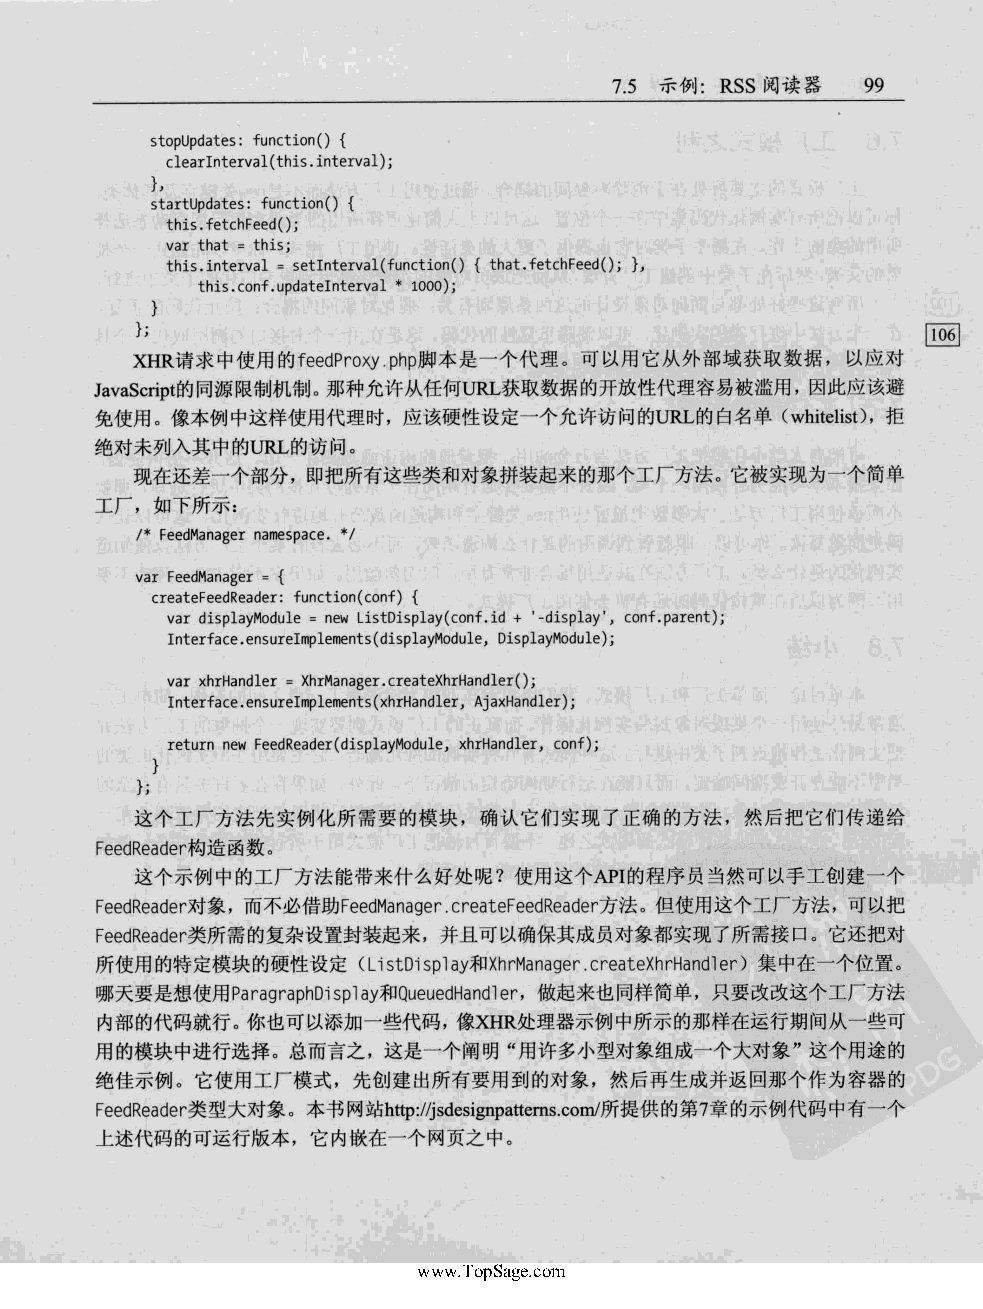 7.5 示例：RSS 阅读器 99
stopUpdates: function() {
clearInterval(this.interval);
},
startUpdates: function() {
this.fetchFeed();
var that = this;
this.interval = setInterval(function() { that.fetchFeed(); },
this.conf.updateInterval * 1000);
}
};
106
XHR请求中使用的feedProxy.php脚本是一个代理。可以用它从外部域获取数据，以应对
JavaScript的同源限制机制。那种允许从任何URL获取数据的开放性代理容易被滥用，因此应该避
免使用。像本例中这样使用代理时，应该硬性设定一个允许访问的URL的白名单（whitelist），拒
绝对未列入其中的URL的访问。
现在还差一个部分，即把所有这些类和对象拼装起来的那个工厂方法。它被实现为一个简单
工厂，如下所示：
/* FeedManager namespace. */
var FeedManager = {
createFeedReader: function(conf) {
var displayModule = new ListDisplay(conf.id + '-display', conf.parent);
Interface.ensureImplements(displayModule, DisplayModule);
var xhrHandler = XhrManager.createXhrHandler();
Interface.ensureImplements(xhrHandler, AjaxHandler);
return new FeedReader(displayModule, xhrHandler, conf);
}
};
这个工厂方法先实例化所需要的模块，确认它们实现了正确的方法，然后把它们传递给
FeedReader构造函数。
这个示例中的工厂方法能带来什么好处呢？使用这个API的程序员当然可以手工创建一个
FeedReader对象，而不必借助FeedManager.createFeedReader方法。但使用这个工厂方法，可以把
FeedReader类所需的复杂设置封装起来，并且可以确保其成员对象都实现了所需接口。它还把对
所使用的特定模块的硬性设定（ListDisplay和XhrManager.createXhrHandler）集中在一个位置。
哪天要是想使用ParagraphDisplay和QueuedHandler，做起来也同样简单，只要改改这个工厂方法
内部的代码就行。你也可以添加一些代码，像XHR处理器示例中所示的那样在运行期间从一些可
用的模块中进行选择。总而言之，这是一个阐明“用许多小型对象组成一个大对象”这个用途的
绝佳示例。它使用工厂模式，先创建出所有要用到的对象，然后再生成并返回那个作为容器的
FeedReader类型大对象。本书网站http://jsdesignpatterns.com/所提供的第7章的示例代码中有一个
上述代码的可运行版本，它内嵌在一个网页之中。
PDG
www.TopSage.com